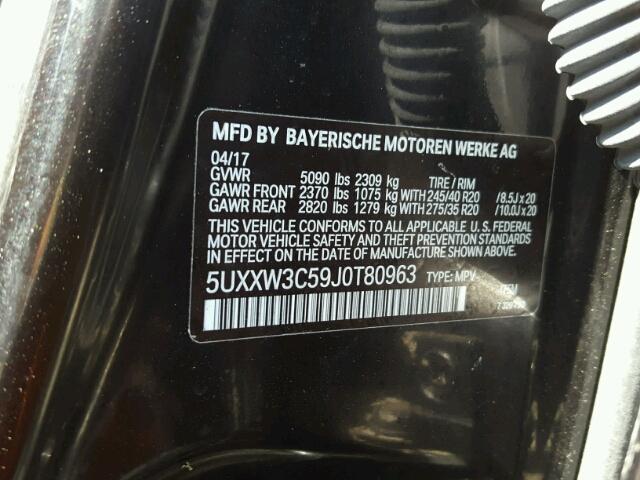 MFD BY BAYERISCHE MOTOREN WERKE AG
04/17
GVWR 5090 lbs 2309 kg TIRE / RIM
GAWR FRONT 2370 lbs 1075 kg WITH 245/40 R20 /8.5J x 20
GAWR REAR 2820 lbs 1279 kg WITH 275/35 R20 /10.0J x 20
THIS VEHICLE CONFORMS TO ALL APPLICABLE U. S. FEDERAL
MOTOR VEHICLE SAFETY, BUMPER, AND THEFT PREVENTION
STANDARDS IN EFFECT ON THE DATE OF MANUFACTURE SHOWN
ABOVE.
5UXXW3C59J0T80963 TYPE: MPV